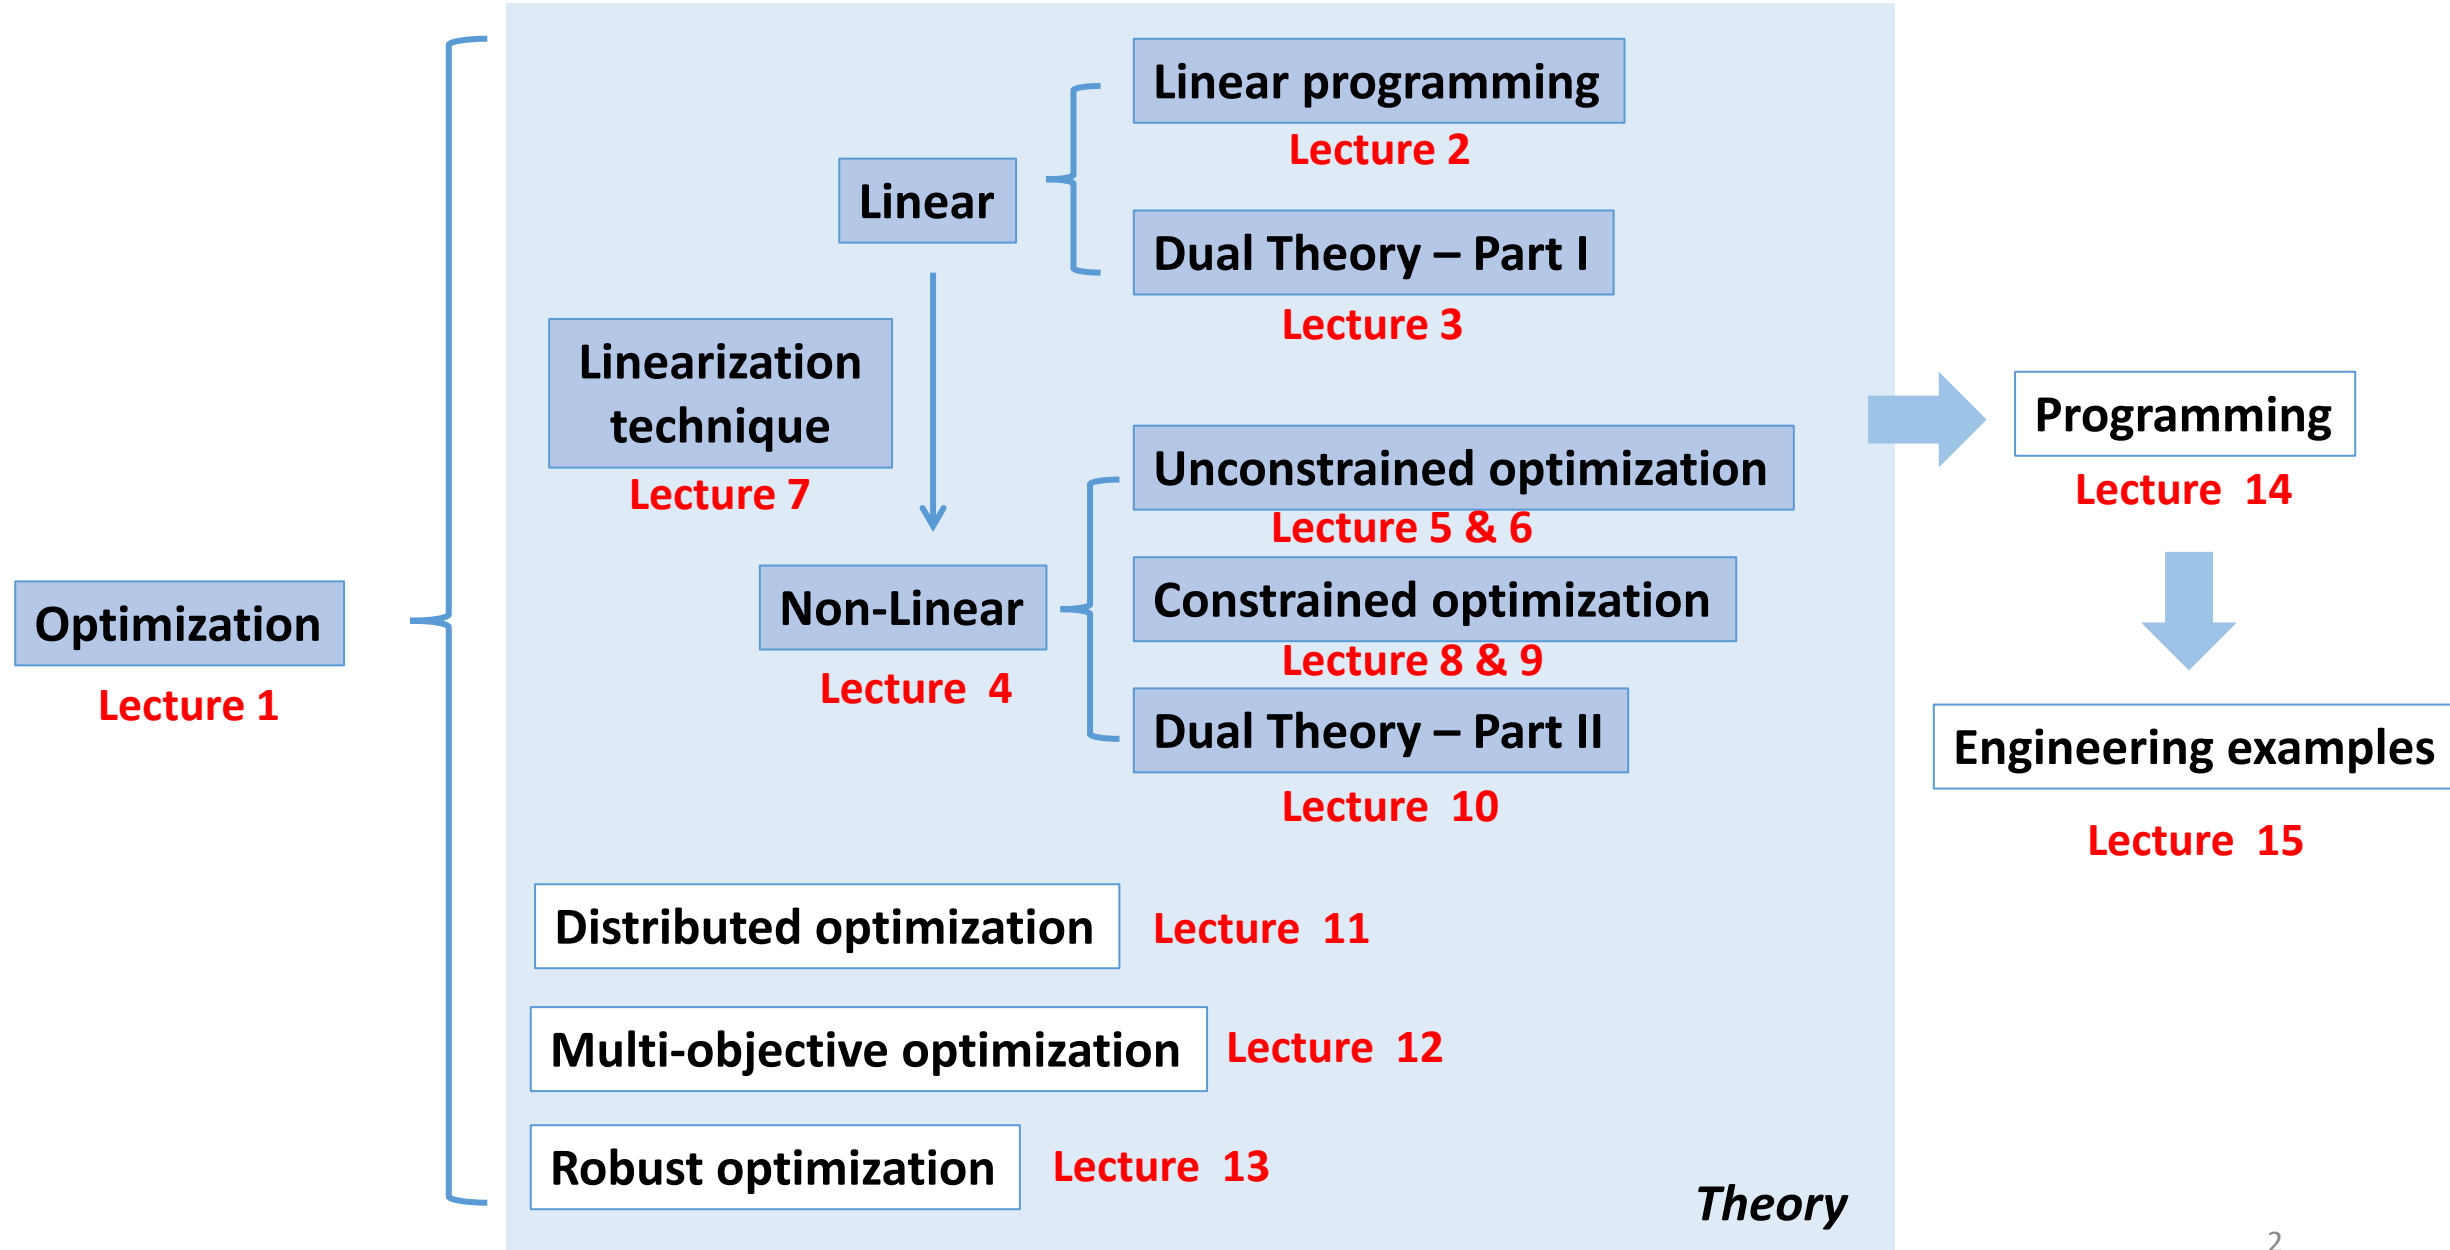 Linear programming
Lecture 2
Linear
Dual Theory – Part I
Lecture 3
Linearization
technique
Lecture 7
Unconstrained optimization
Lecture 5 & 6
Constrained optimization
Lecture 8 & 9
Non-Linear
Lecture  4
Dual Theory – Part II
Lecture  10
Optimization
Lecture 1
Distributed optimization
Lecture  11
Multi-objective optimization
Lecture  12
Robust optimization
Lecture  13
Theory
Programming
Lecture  14
Engineering examples
Lecture  15
2